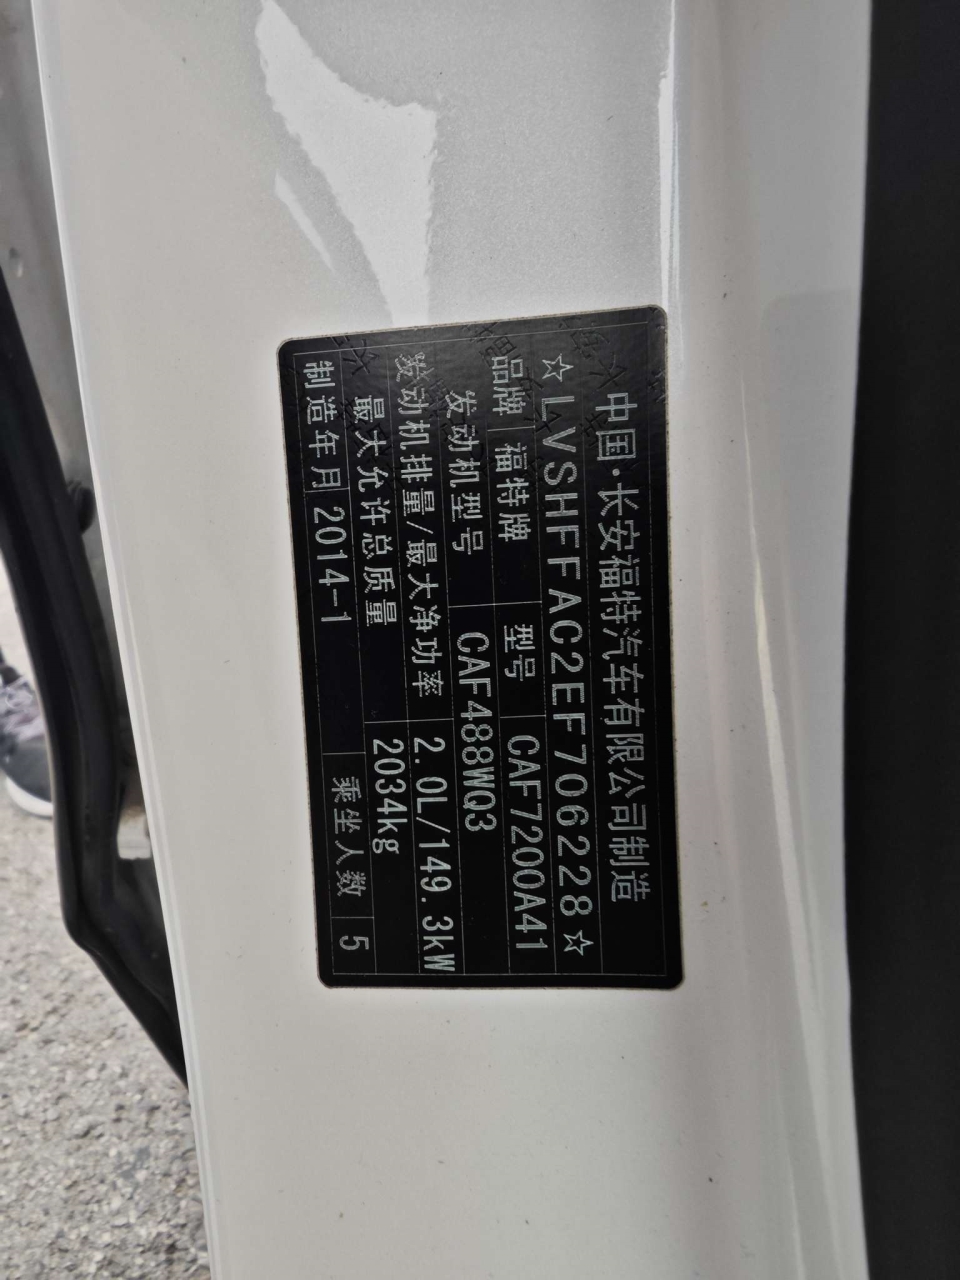 中国·长安福特汽车有限公司制造
☆LVSHFFAC2EF706228☆
品牌 福特牌 型号 CAF7200A41
发动机型号 CAF488WQ3
发动机排量/最大净功率 2.0L/149.3kW
最大允许总质量 2034kg
制造年月 2014-1 乘坐人数 5